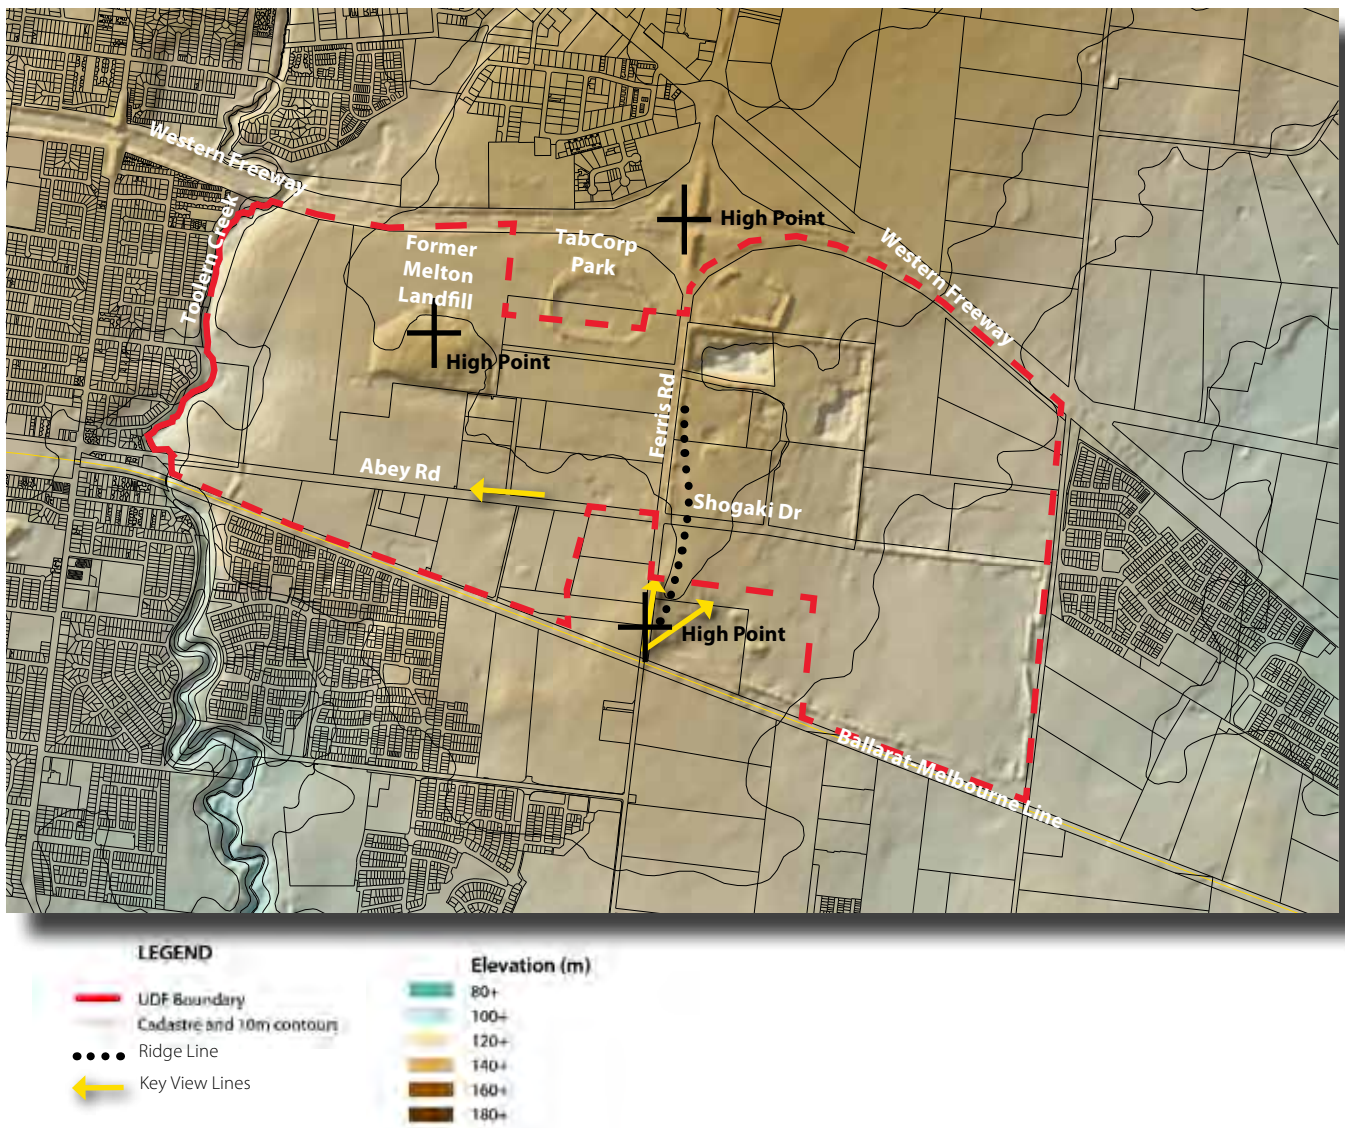 Western Freeway
Toolern Creek
High Point
TabCorp
Park
Former
Melton
Landfill
High Point
Western Freeway
Ferris Rd
Abey Rd
Shogaki Dr
High Point
Ballarat-Melbourne Line
LEGEND
UDF Boundary
Cadastre and 10m contours
Ridge Line
Key View Lines
Elevation (m)
80+
100+
120+
140+
160+
180+